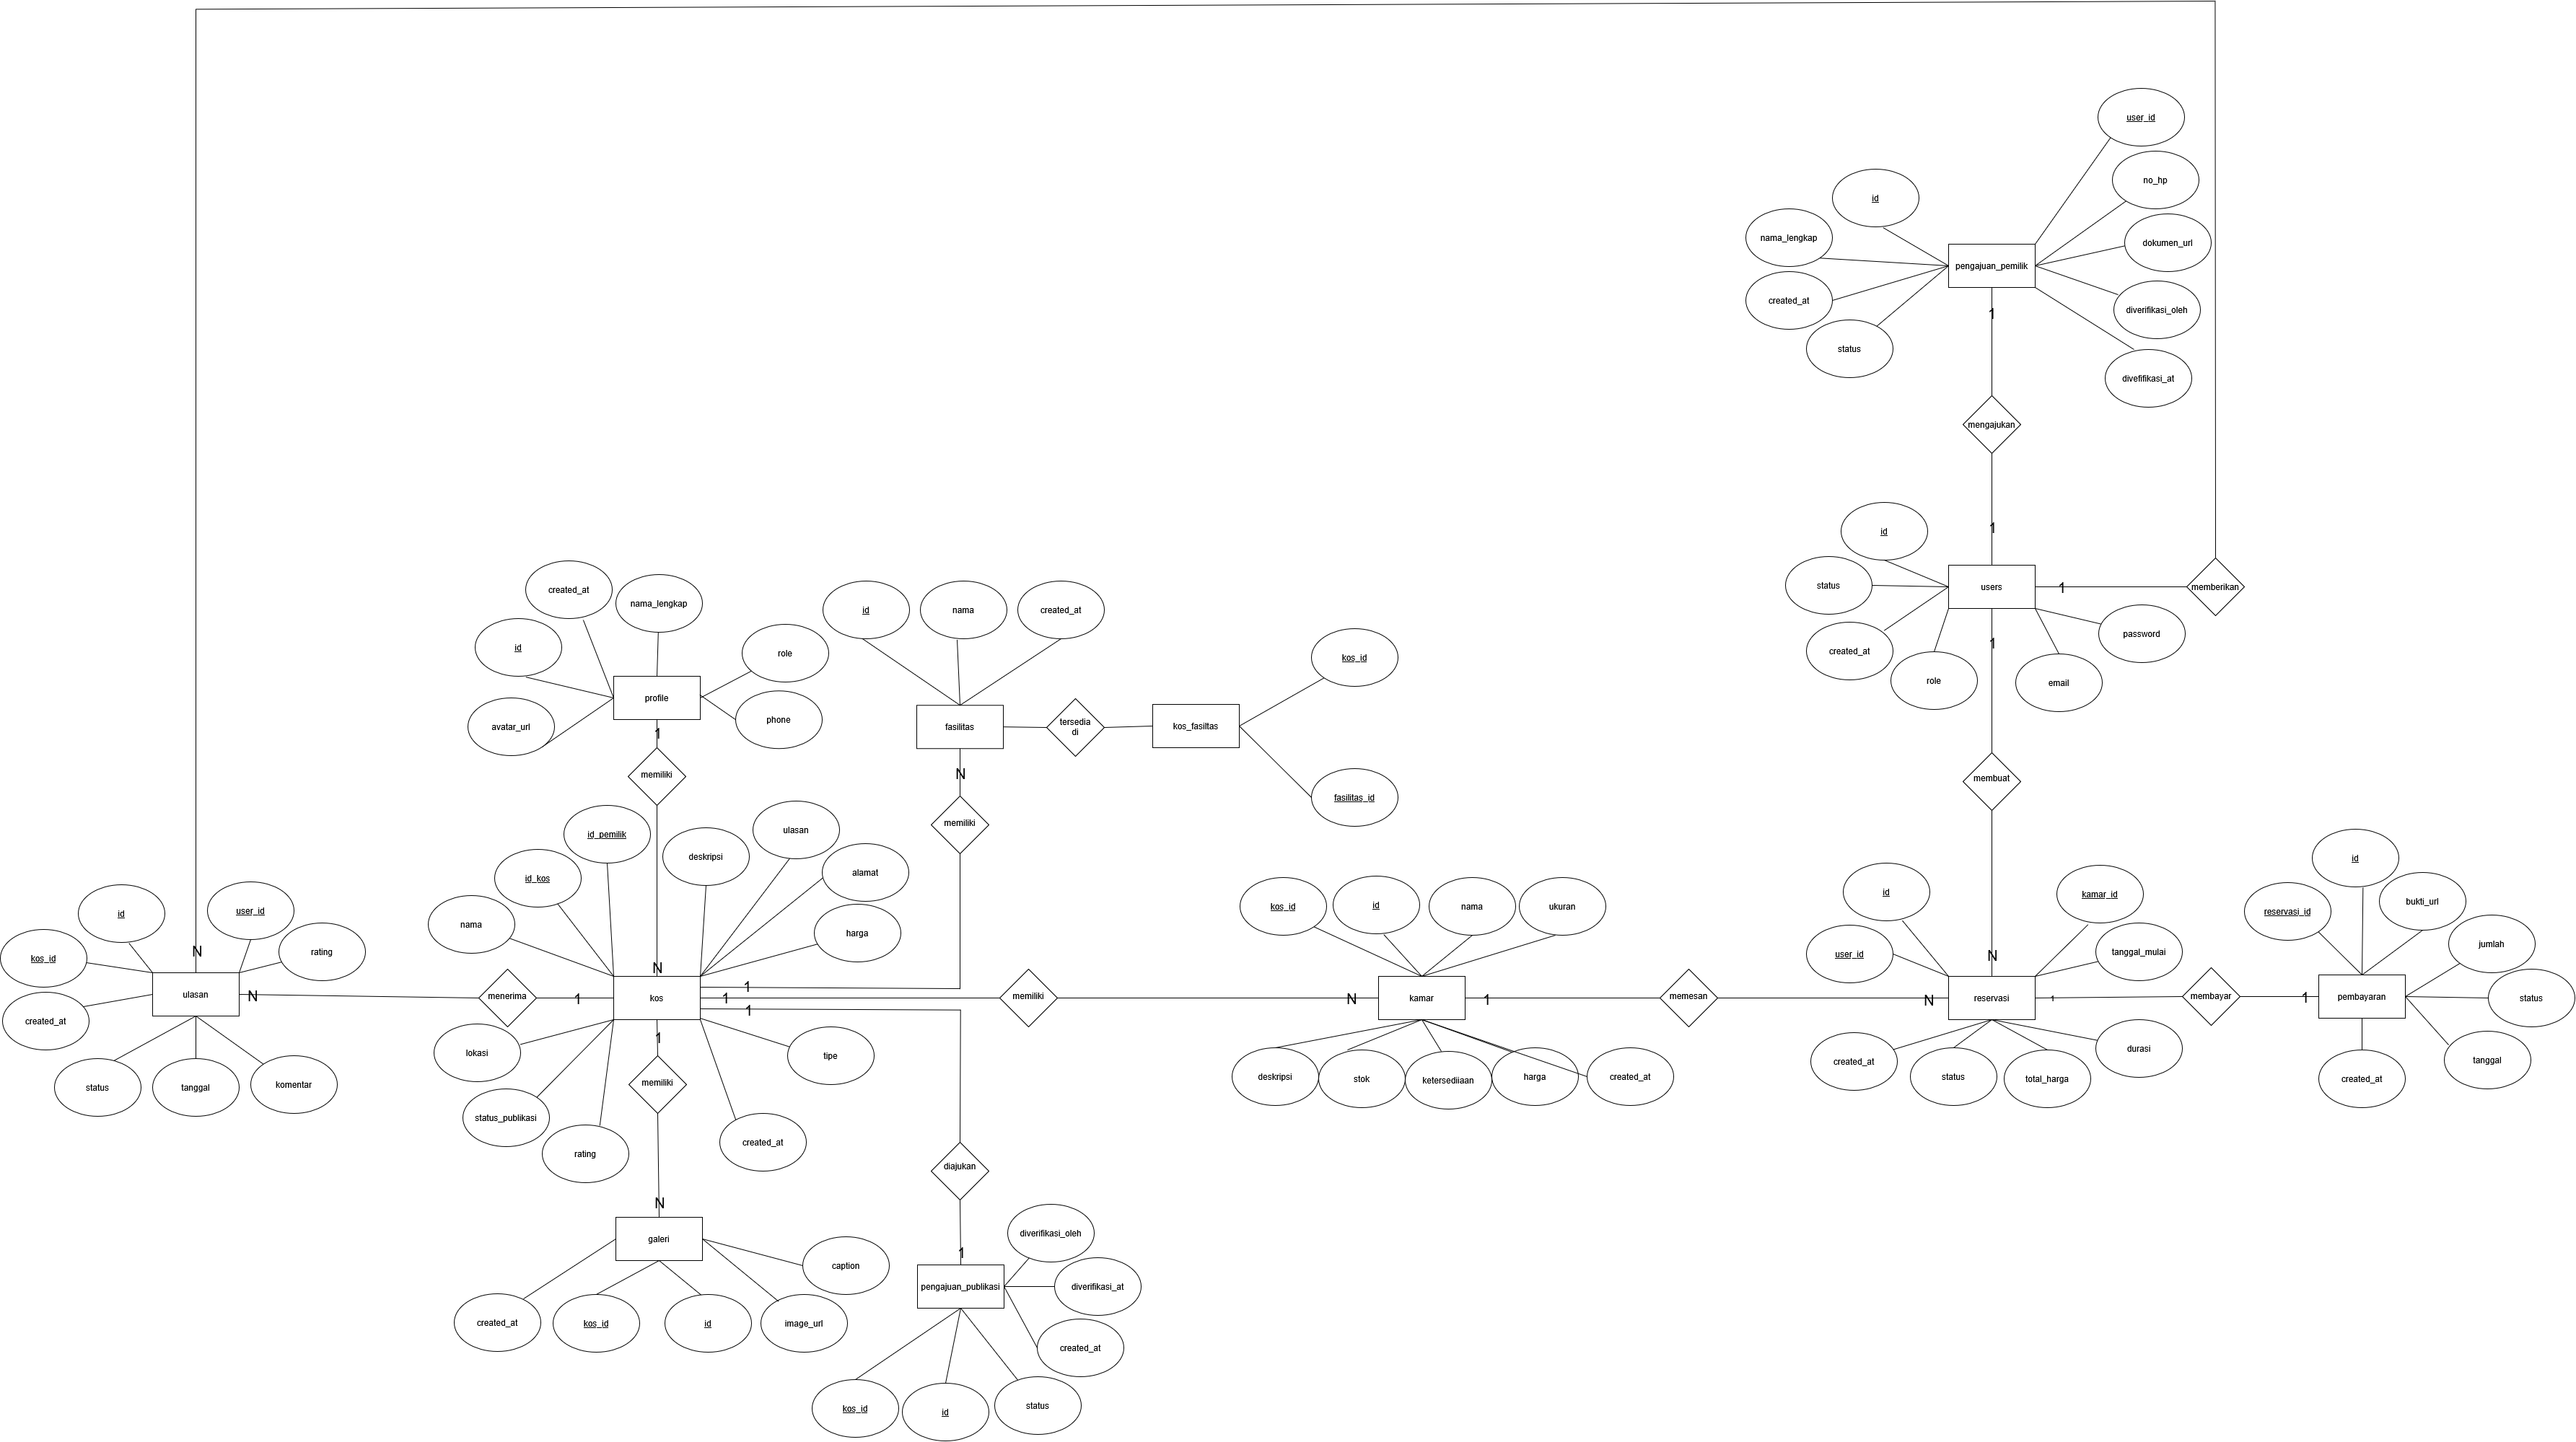 user_id
no_hp
id
nama_lengkap
dokumen_url
pengajuan_pemilik
created_at
diverifikasi_oleh
1
status
divefifikasi_at
mengajukan
1
id
status
users
1
memberikan
created_at
password
1
role
email
created_at
nama_lengkap
id
role
profile
avatar_url
phone
1
memiliki
id
nama
created_at
fasilitas
tersedia
di
kos_fasiltas
kos_id
fasilitas_id
N
memiliki
membuat
id_pemilik
ulasan
deskripsi
id_kos
alamat
nama
harga
N
1
id
user_id
rating
kos_id
N
ulasan
N
menerima
1
kos
1
memiliki
N
kamar
1
memesan
N
reservasi
1
membayar
1
pembayaran
created_at
status
tanggal
komentar
1
1
lokasi
tipe
memiliki
status_publikasi
rating
created_at
kos_id
id
nama
ukuran
deskripsi
stok
ketersediiaan
harga
created_at
id
kamar_id
user_id
tanggal_mulai
N
created_at
status
total_harga
durasi
id
reservasi_id
bukti_url
jumlah
status
tanggal
created_at
diajukan
N
galeri
caption
created_at
kos_id
id
image_url
1
diverifikasi_oleh
pengajuan_publikasi
diverifikasi_at
created_at
kos_id
id
status